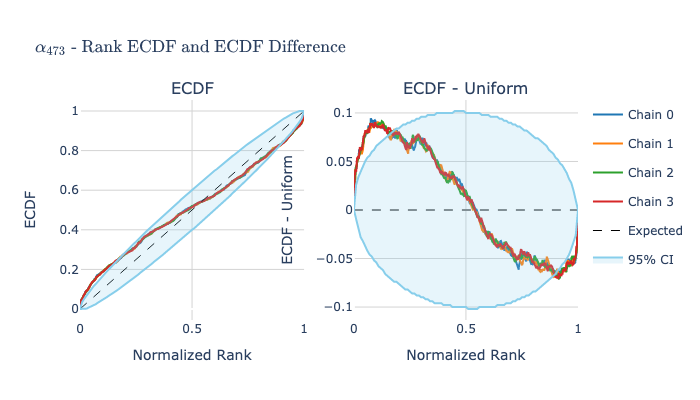 α₄₇₃ - Rank ECDF and ECDF Difference
ECDF
ECDF - Uniform
ECDF
1
0.8
0.6
0.4
0.2
0
0
0.5
1
Normalized Rank
ECDF - Uniform
0.1
0.05
0
−0.05
−0.1
0
0.5
1
Normalized Rank
Chain 0
Chain 1
Chain 2
Chain 3
Expected
95% CI